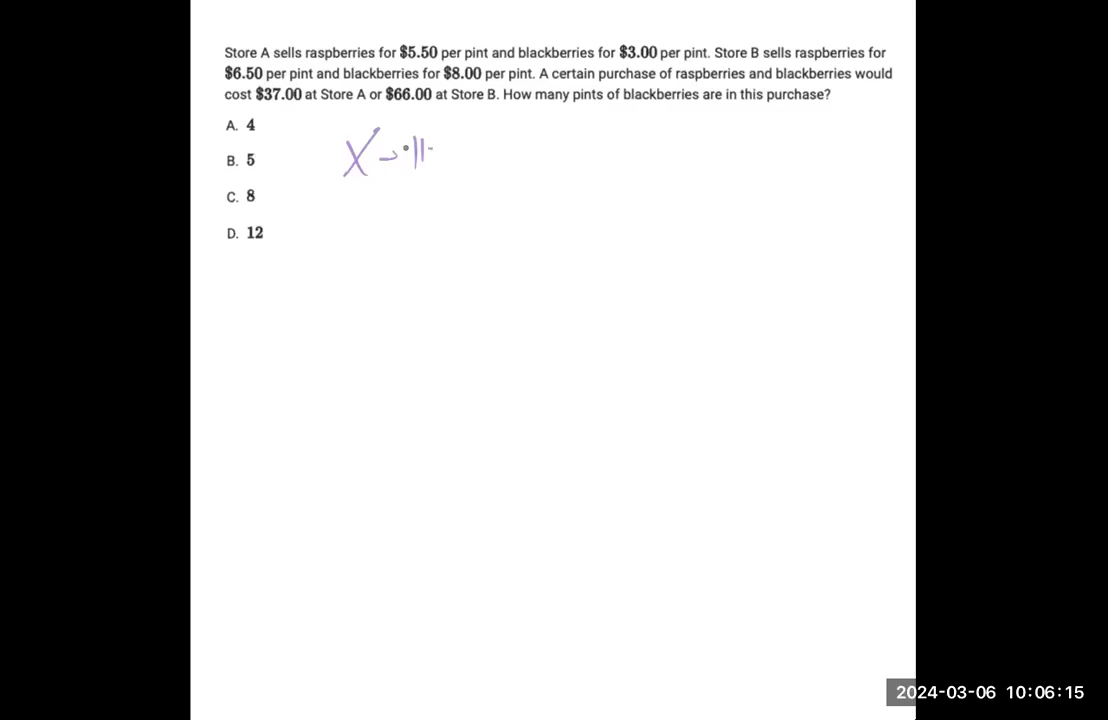 Store A sells raspberries for $5.50 per pint and blackberries for $3.00 per pint. Store B sells raspberries for
$6.50 per pint and blackberries for $8.00 per pint. A certain purchase of raspberries and blackberries would
cost $37.00 at Store A or $66.00 at Store B. How many pints of blackberries are in this purchase?
A. 4
B. 5
C. 8
D. 12
X
2024-03-06 10:06:15